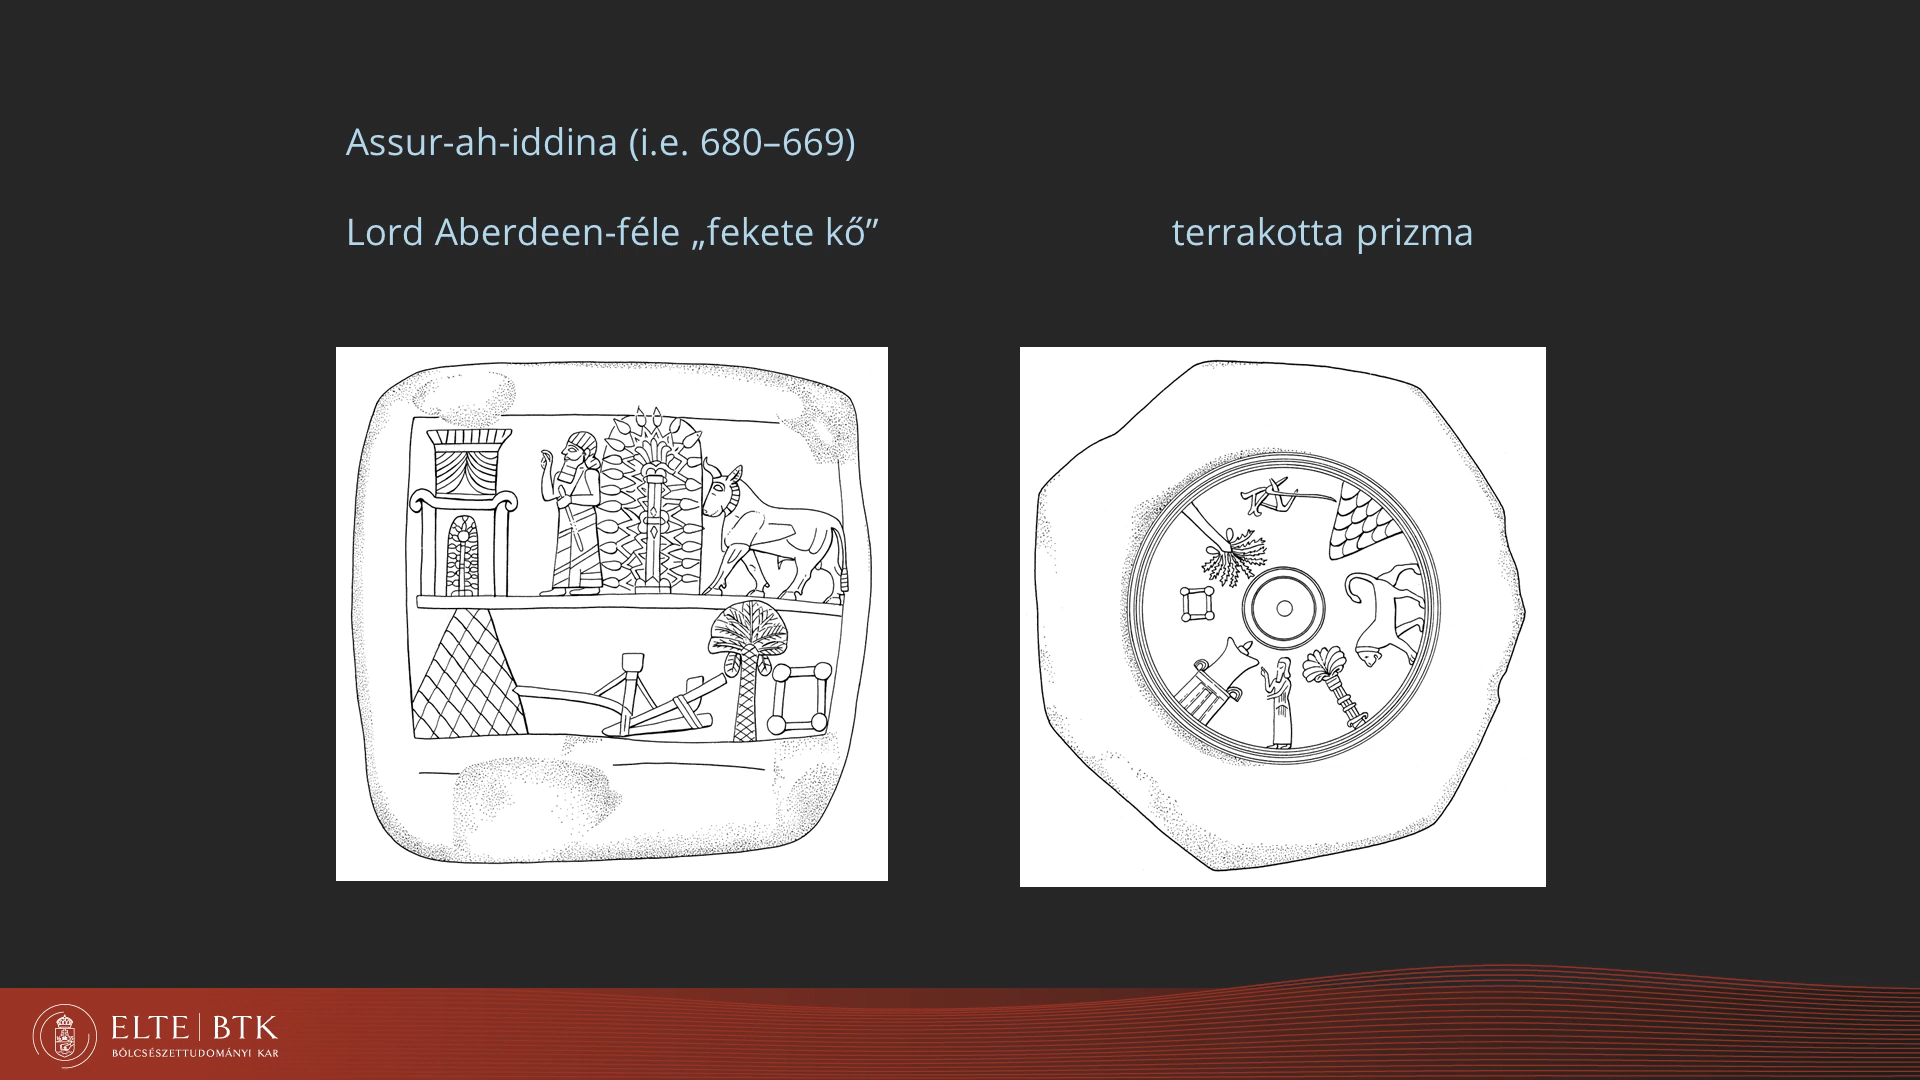 Assur-ah-iddina (i.e. 680–669)
Lord Aberdeen-féle „fekete kő”
terrakotta prizma
ELTE | BTK
BÖLCSÉSZETTUDOMÁNYI KAR